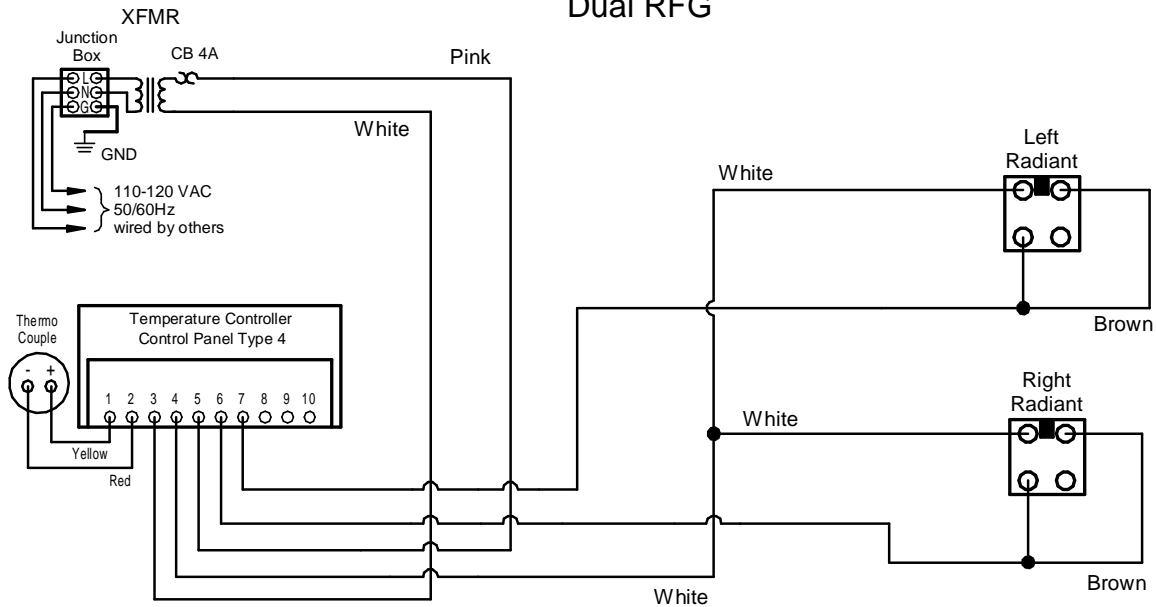 Dual RFG
XFMR
Junction
Box
CB 4A
Pink
L
N
G
White
GND
110-120 VAC
50/60Hz
wired by others
Left
Radiant
White
Brown
Thermo
Couple
- +
Temperature Controller
Control Panel Type 4
1 2 3 4 5 6 7 8 9 10
Yellow
Red
Right
Radiant
White
Brown
White